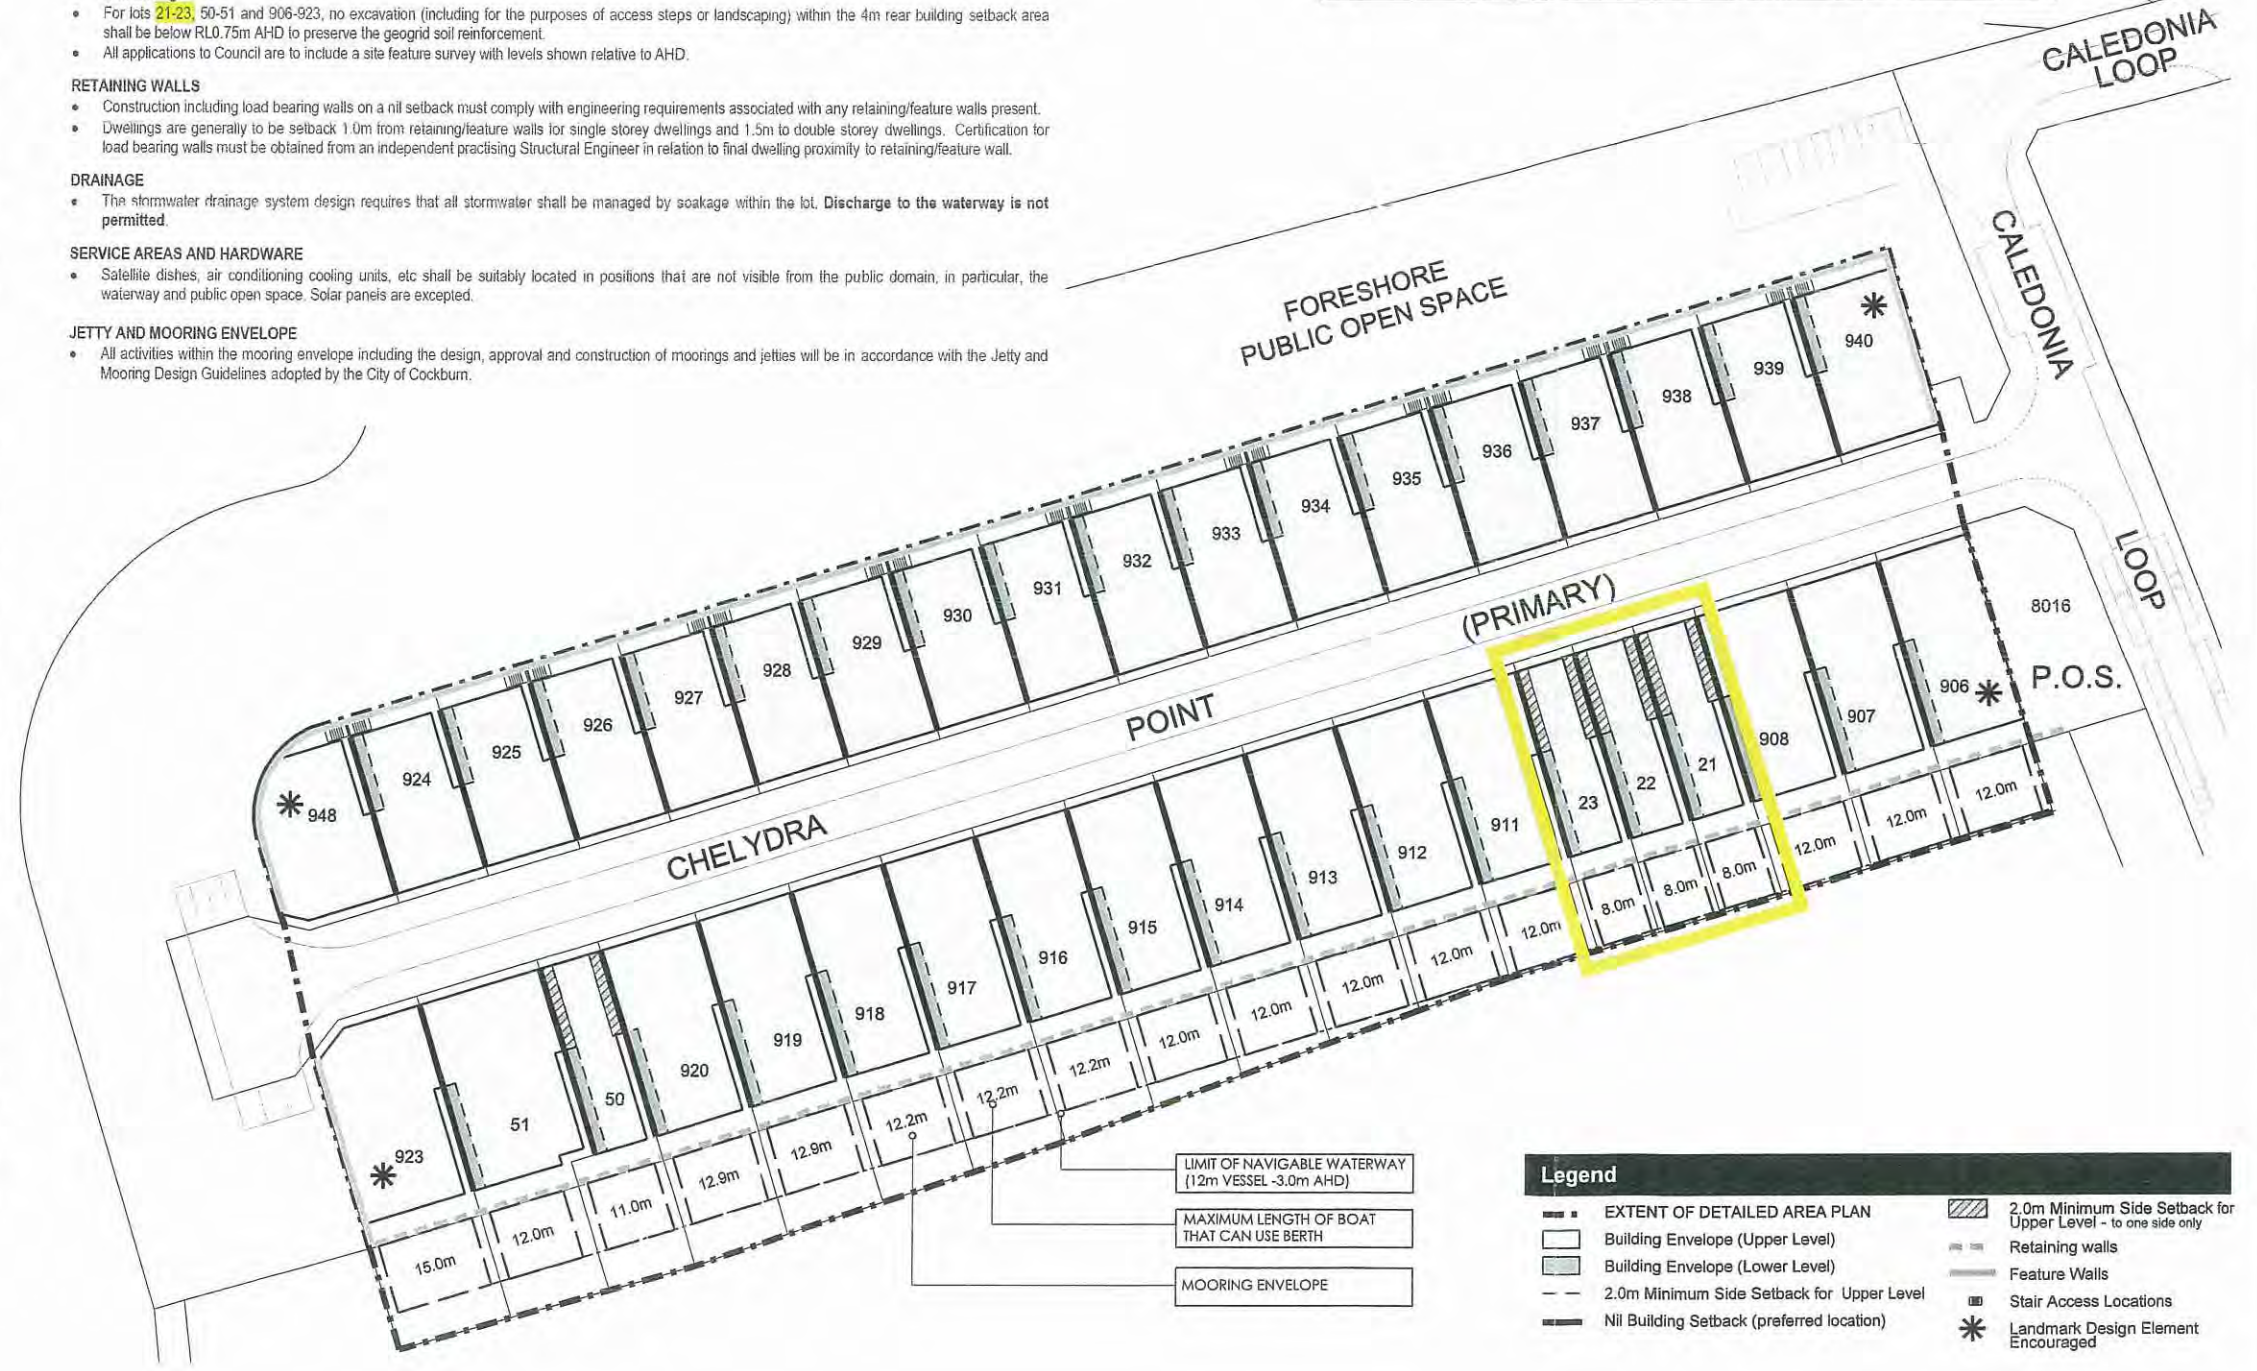 • For lots 21-23, 50-51 and 906-923, no excavation (including for the purposes of access steps or landscaping) within the 4m rear building setback area
shall be below RL0.75m AHD to preserve the geogrid soil reinforcement.
• All applications to Council are to include a site feature survey with levels shown relative to AHD.
RETAINING WALLS
• Construction including load bearing walls on a nil setback must comply with engineering requirements associated with any retaining/feature walls present.
• Dwellings are generally to be setback 1.0m from retaining/feature walls for single storey dwellings and 1.5m to double storey dwellings. Certification for
load bearing walls must be obtained from an independent practising Structural Engineer in relation to final dwelling proximity to retaining/feature wall.
DRAINAGE
• The stormwater drainage system design requires that all stormwater shall be managed by soakage within the lot. Discharge to the waterway is not
permitted.
SERVICE AREAS AND HARDWARE
• Satellite dishes, air conditioning cooling units, etc shall be suitably located in positions that are not visible from the public domain, in particular, the
waterway and public open space. Solar panels are excepted.
JETTY AND MOORING ENVELOPE
• All activities within the mooring envelope including the design, approval and construction of moorings and jetties will be in accordance with the Jetty and
Mooring Design Guidelines adopted by the City of Cockburn.
CALEDONIA
LOOP
CALEDONIA
LOOP
FORESHORE
PUBLIC OPEN SPACE
948
924
925
926
927
928
929
930
931
932
933
934
935
936
937
938
939
940
CHELYDRA
POINT
(PRIMARY)
8016
P.O.S.
923
51
50
920
919
918
917
916
915
914
913
912
911
23
22
21
908
907
906
15.0m
12.0m
11.0m
12.9m
12.9m
12.2m
12.2m
12.2m
12.0m
12.0m
12.0m
12.0m
12.0m
8.0m
8.0m
8.0m
12.0m
12.0m
12.0m
LIMIT OF NAVIGABLE WATERWAY
(12m VESSEL -3.0m AHD)
MAXIMUM LENGTH OF BOAT
THAT CAN USE BERTH
MOORING ENVELOPE
Legend
EXTENT OF DETAILED AREA PLAN
Building Envelope (Upper Level)
Building Envelope (Lower Level)
2.0m Minimum Side Setback for Upper Level
Nil Building Setback (preferred location)
2.0m Minimum Side Setback for
Upper Level - to one side only
Retaining walls
Feature Walls
Stair Access Locations
Landmark Design Element
Encouraged